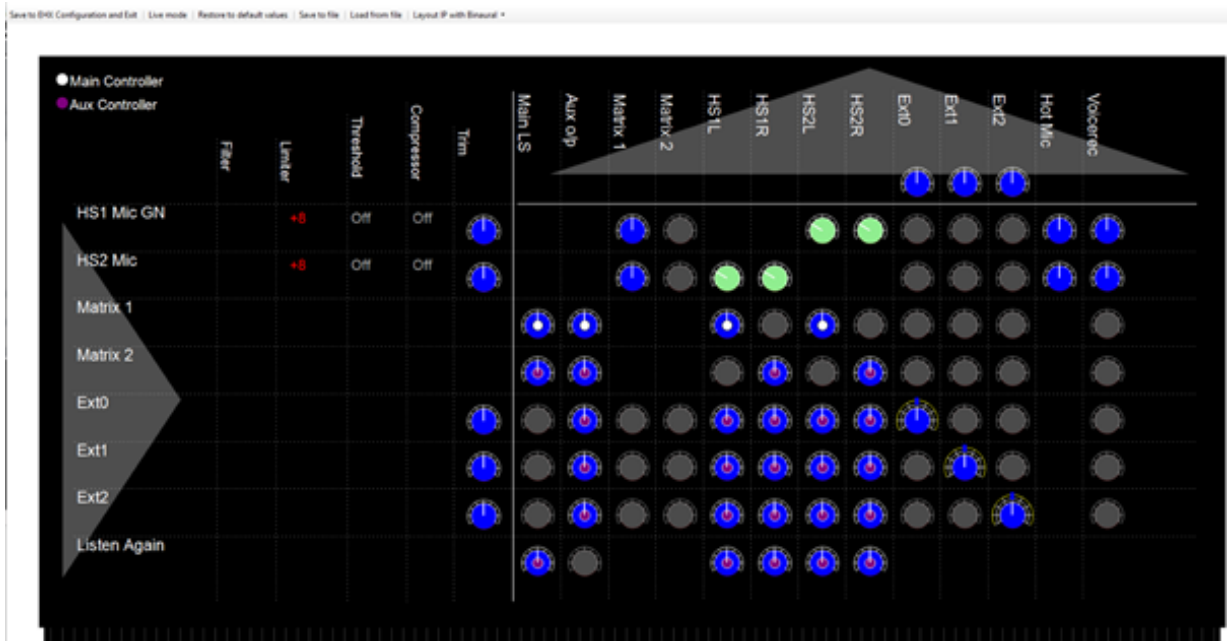 Save to EHX Configuration and Exit | Live mode | Restore to default values | Save to file | Load from file | Layout IP with Binaural
Main Controller
Aux Controller
Filter
Limiter
Threshold
Compressor
Trim
Main LS
Aux o/p
Matrix 1
Matrix 2
HS1L
HS1R
HS2L
HS2R
Ext0
Ext1
Ext2
Hot Mic
Voicerec
HS1 Mic GN +8 Off Off
HS2 Mic +8 Off Off
Matrix 1
Matrix 2
Ext0
Ext1
Ext2
Listen Again